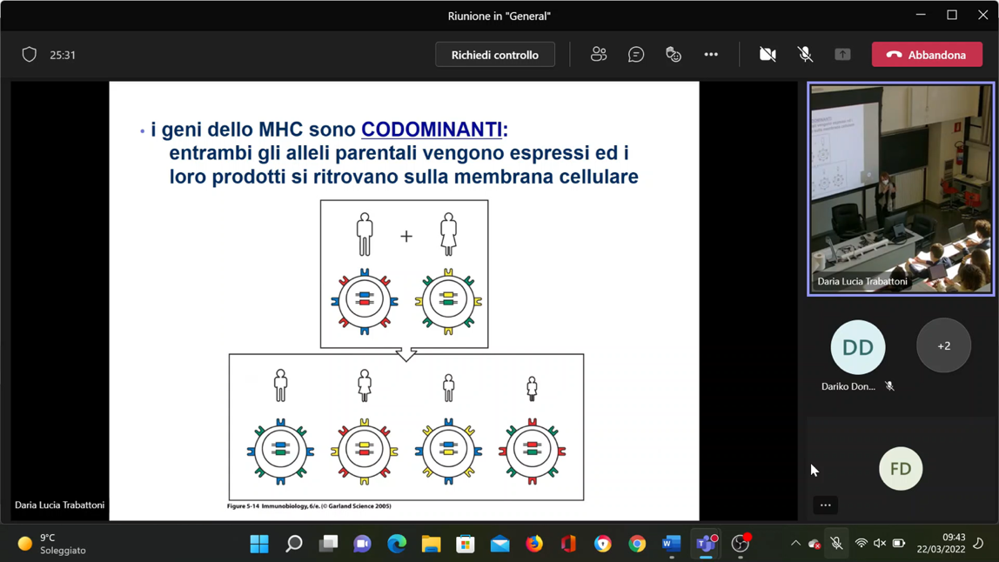 Riunione in "General"
25:31
Richiedi controllo
Abbandona
• i geni dello MHC sono CODOMINANTI:
entrambi gli alleli parentali vengono espressi ed i
loro prodotti si ritrovano sulla membrana cellulare
+
Figure 5-14 Immunobiology, 6/e. (© Garland Science 2005)
Daria Lucia Trabattoni
Daria Lucia Trabattoni
DD
+2
Dariko Don...
FD
9°C
Soleggiato
09:43
22/03/2022